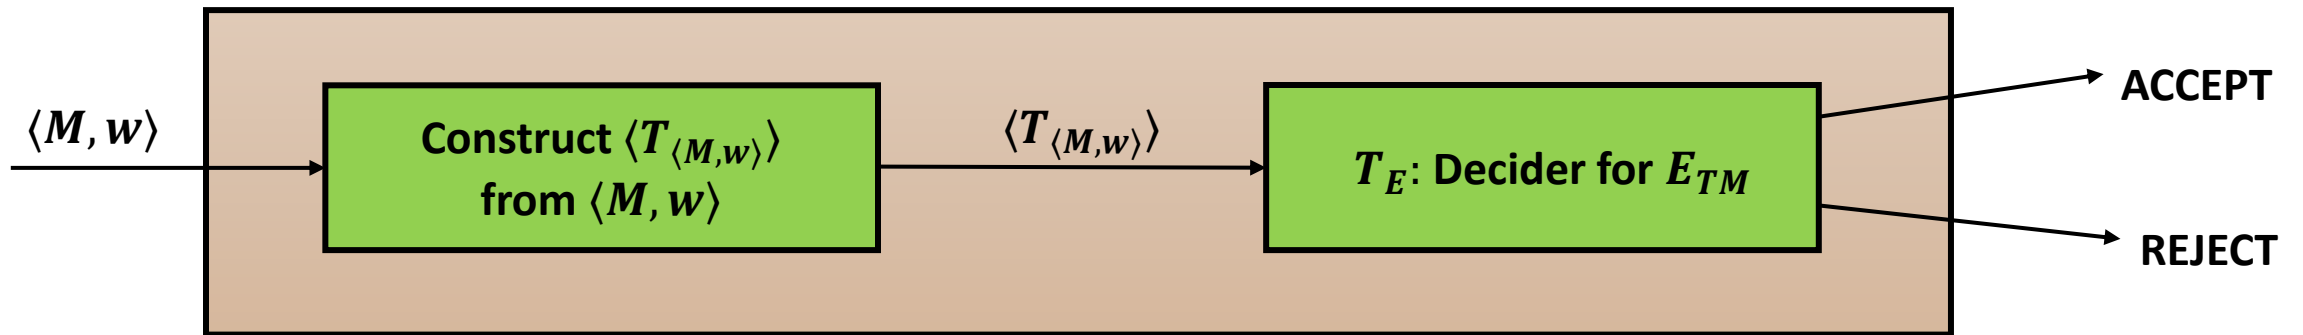 ⟨M, w⟩
Construct ⟨T⟨M,w⟩⟩
from ⟨M, w⟩
⟨T⟨M,w⟩⟩
T_E: Decider for E_TM
ACCEPT
REJECT